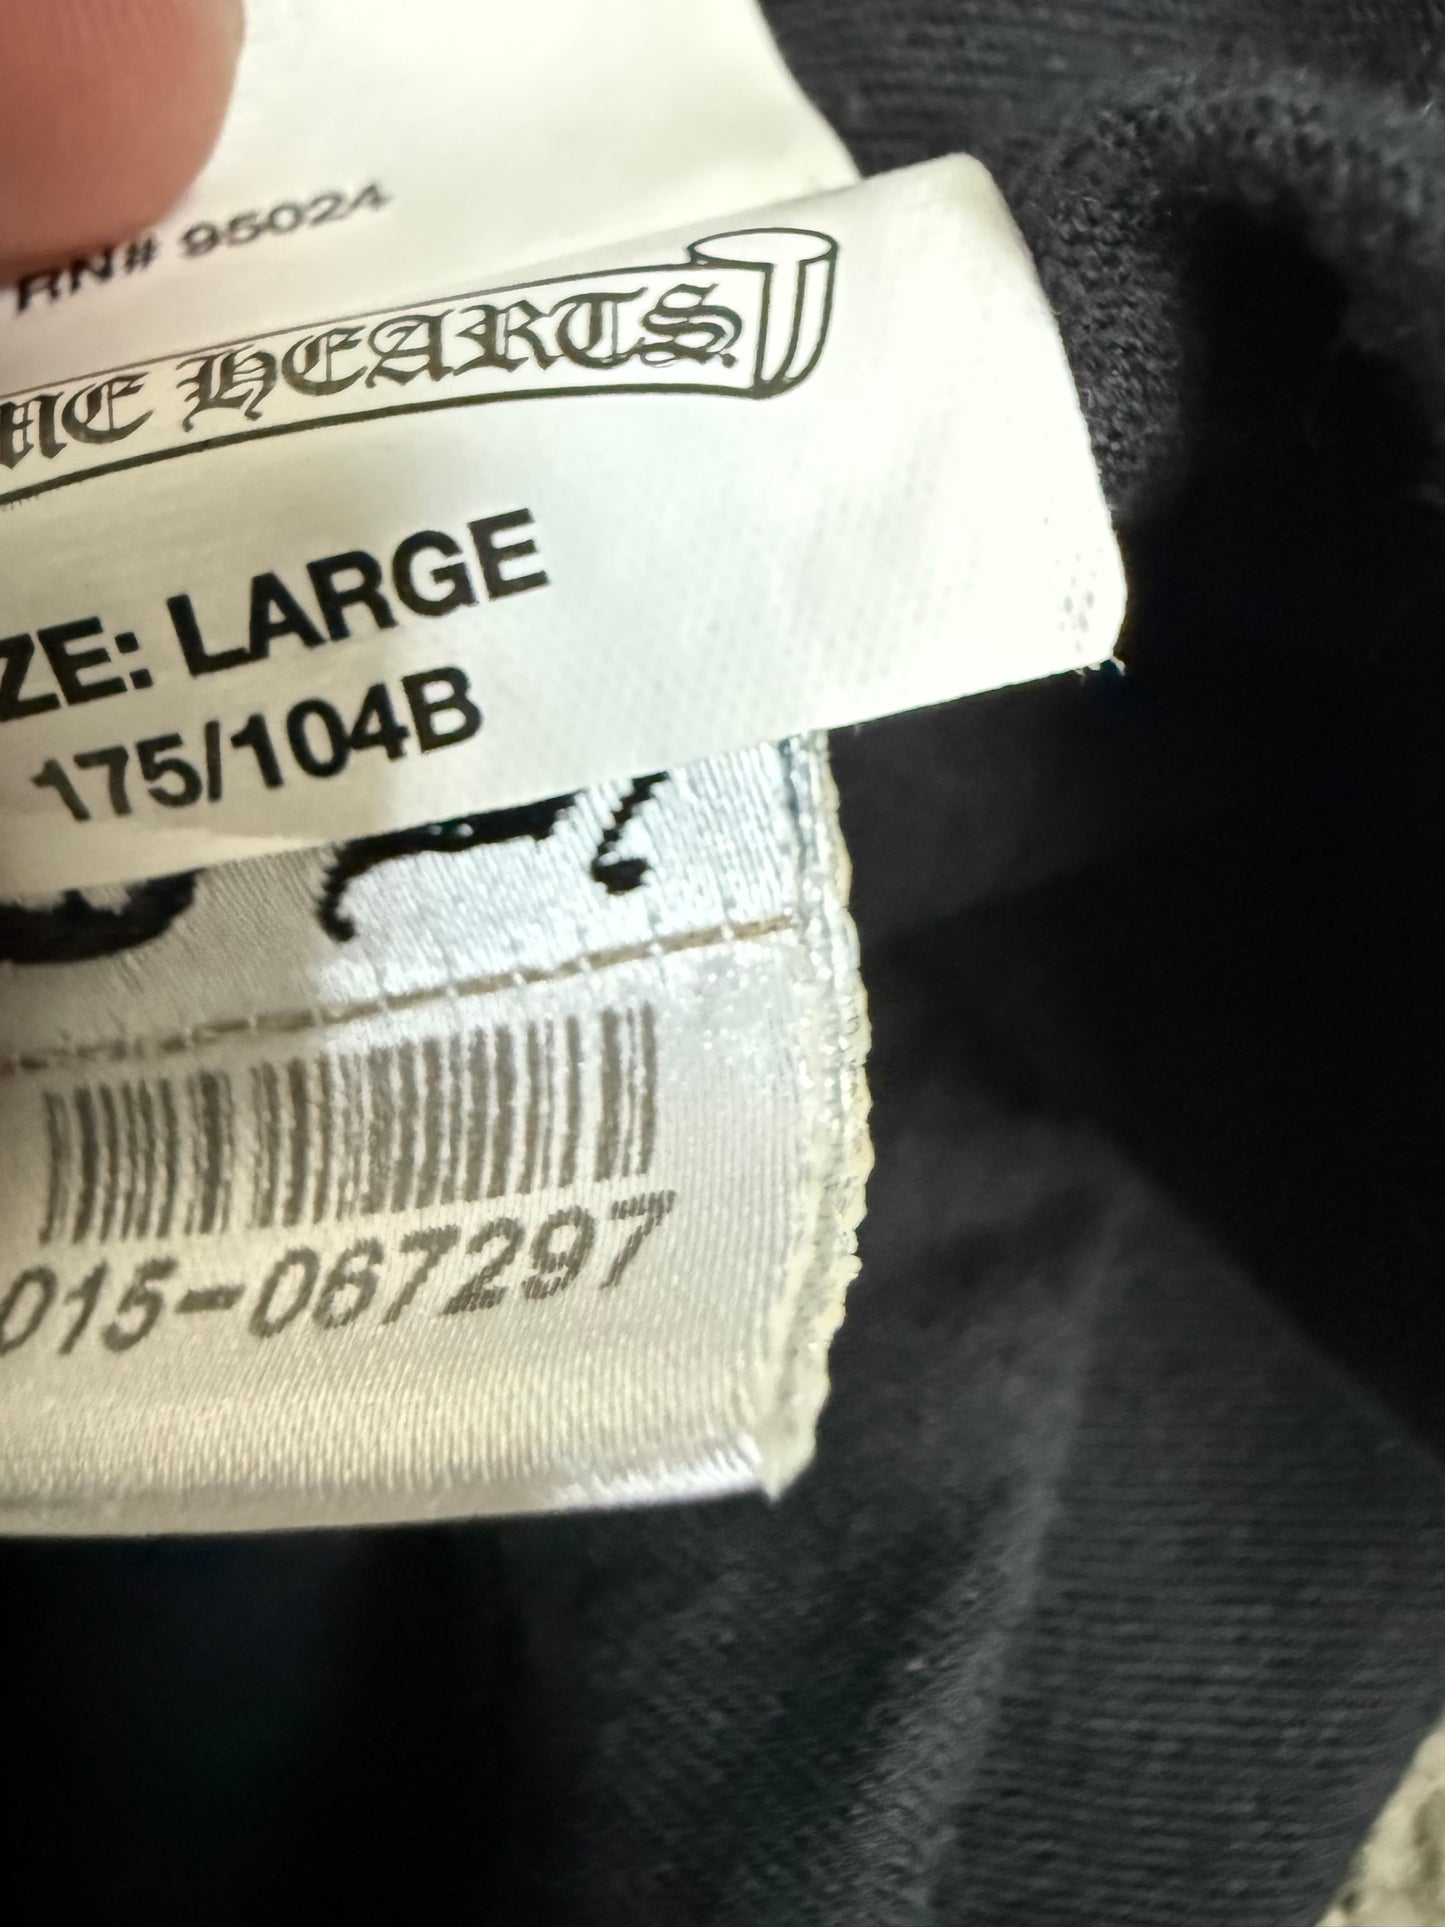 RN# 95024
ME HEARTS
ZE: LARGE
175/104B
015-067297